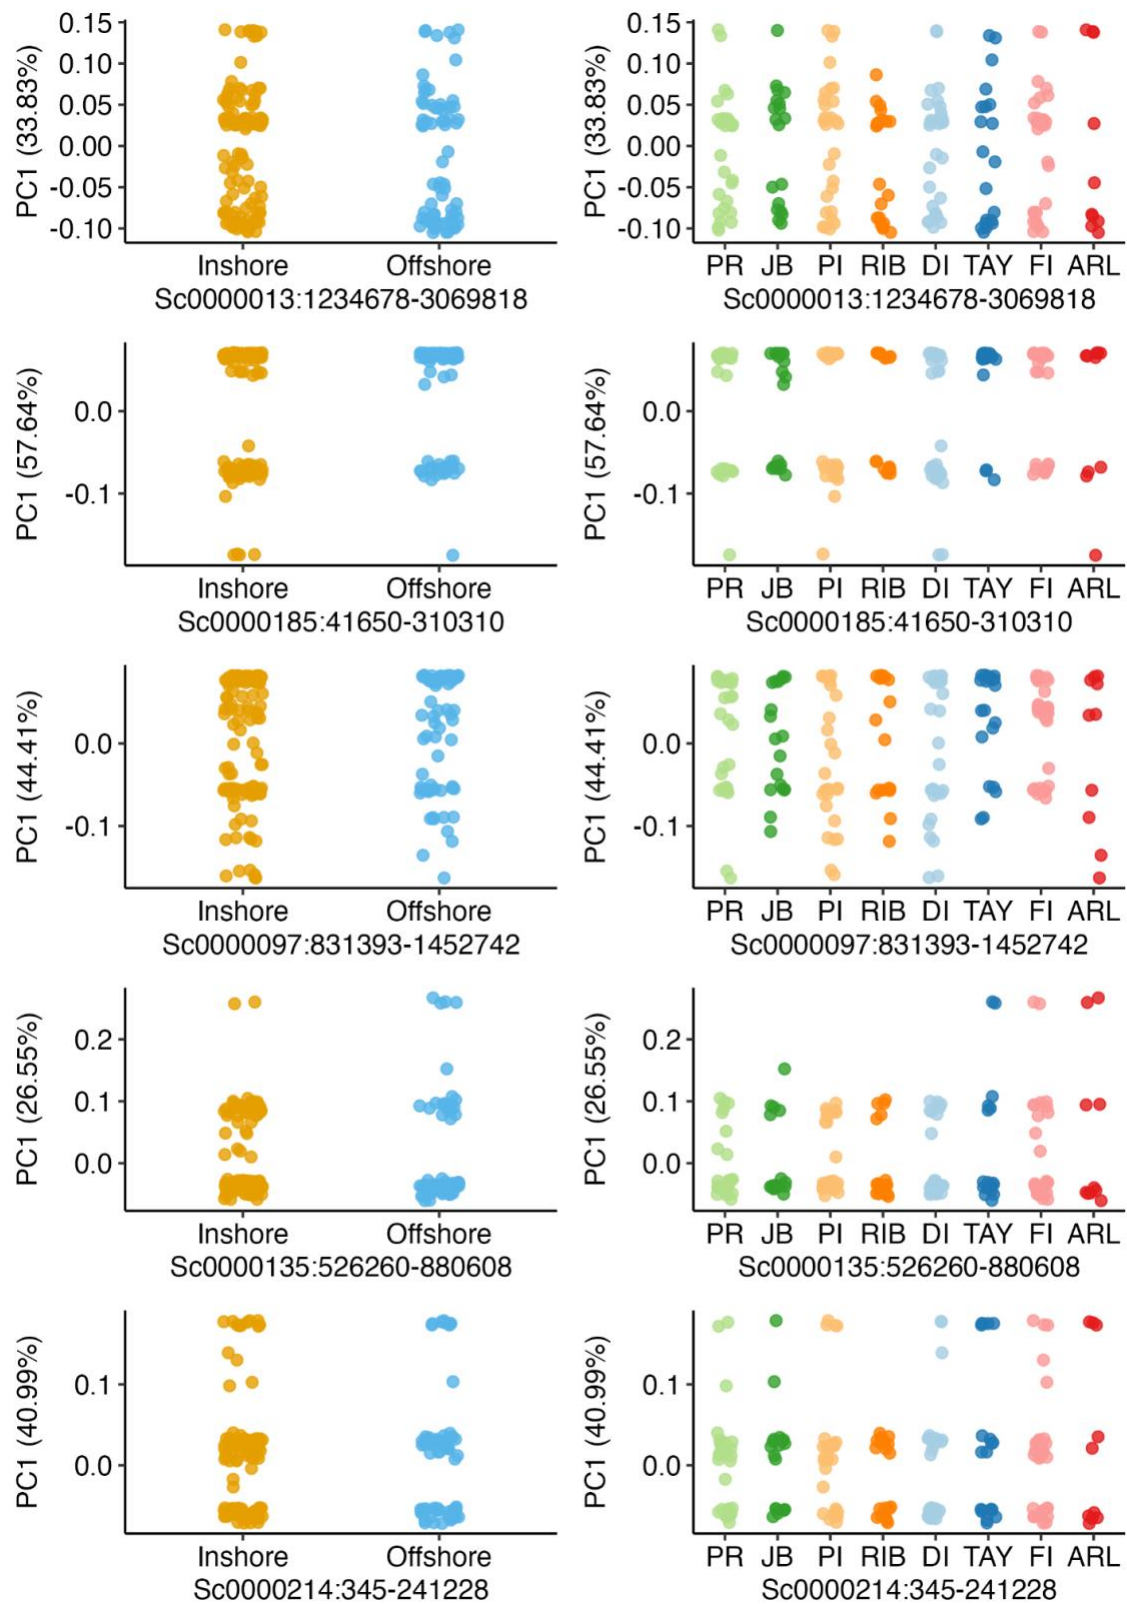 PC1 (33.83%)
0.15
0.10
0.05
0.00
-0.05
-0.10
Inshore Offshore
Sc0000013:1234678-3069818
PC1 (33.83%)
0.15
0.10
0.05
0.00
-0.05
-0.10
PR JB PI RIB DI TAY FI ARL
Sc0000013:1234678-3069818
PC1 (57.64%)
0.0
-0.1
Inshore Offshore
Sc0000185:41650-310310
PC1 (57.64%)
0.0
-0.1
PR JB PI RIB DI TAY FI ARL
Sc0000185:41650-310310
PC1 (44.41%)
0.0
-0.1
Inshore Offshore
Sc0000097:831393-1452742
PC1 (44.41%)
0.0
-0.1
PR JB PI RIB DI TAY FI ARL
Sc0000097:831393-1452742
PC1 (26.55%)
0.2
0.1
0.0
Inshore Offshore
Sc0000135:526260-880608
PC1 (26.55%)
0.2
0.1
0.0
PR JB PI RIB DI TAY FI ARL
Sc0000135:526260-880608
PC1 (40.99%)
0.1
0.0
Inshore Offshore
Sc0000214:345-241228
PC1 (40.99%)
0.1
0.0
PR JB PI RIB DI TAY FI ARL
Sc0000214:345-241228